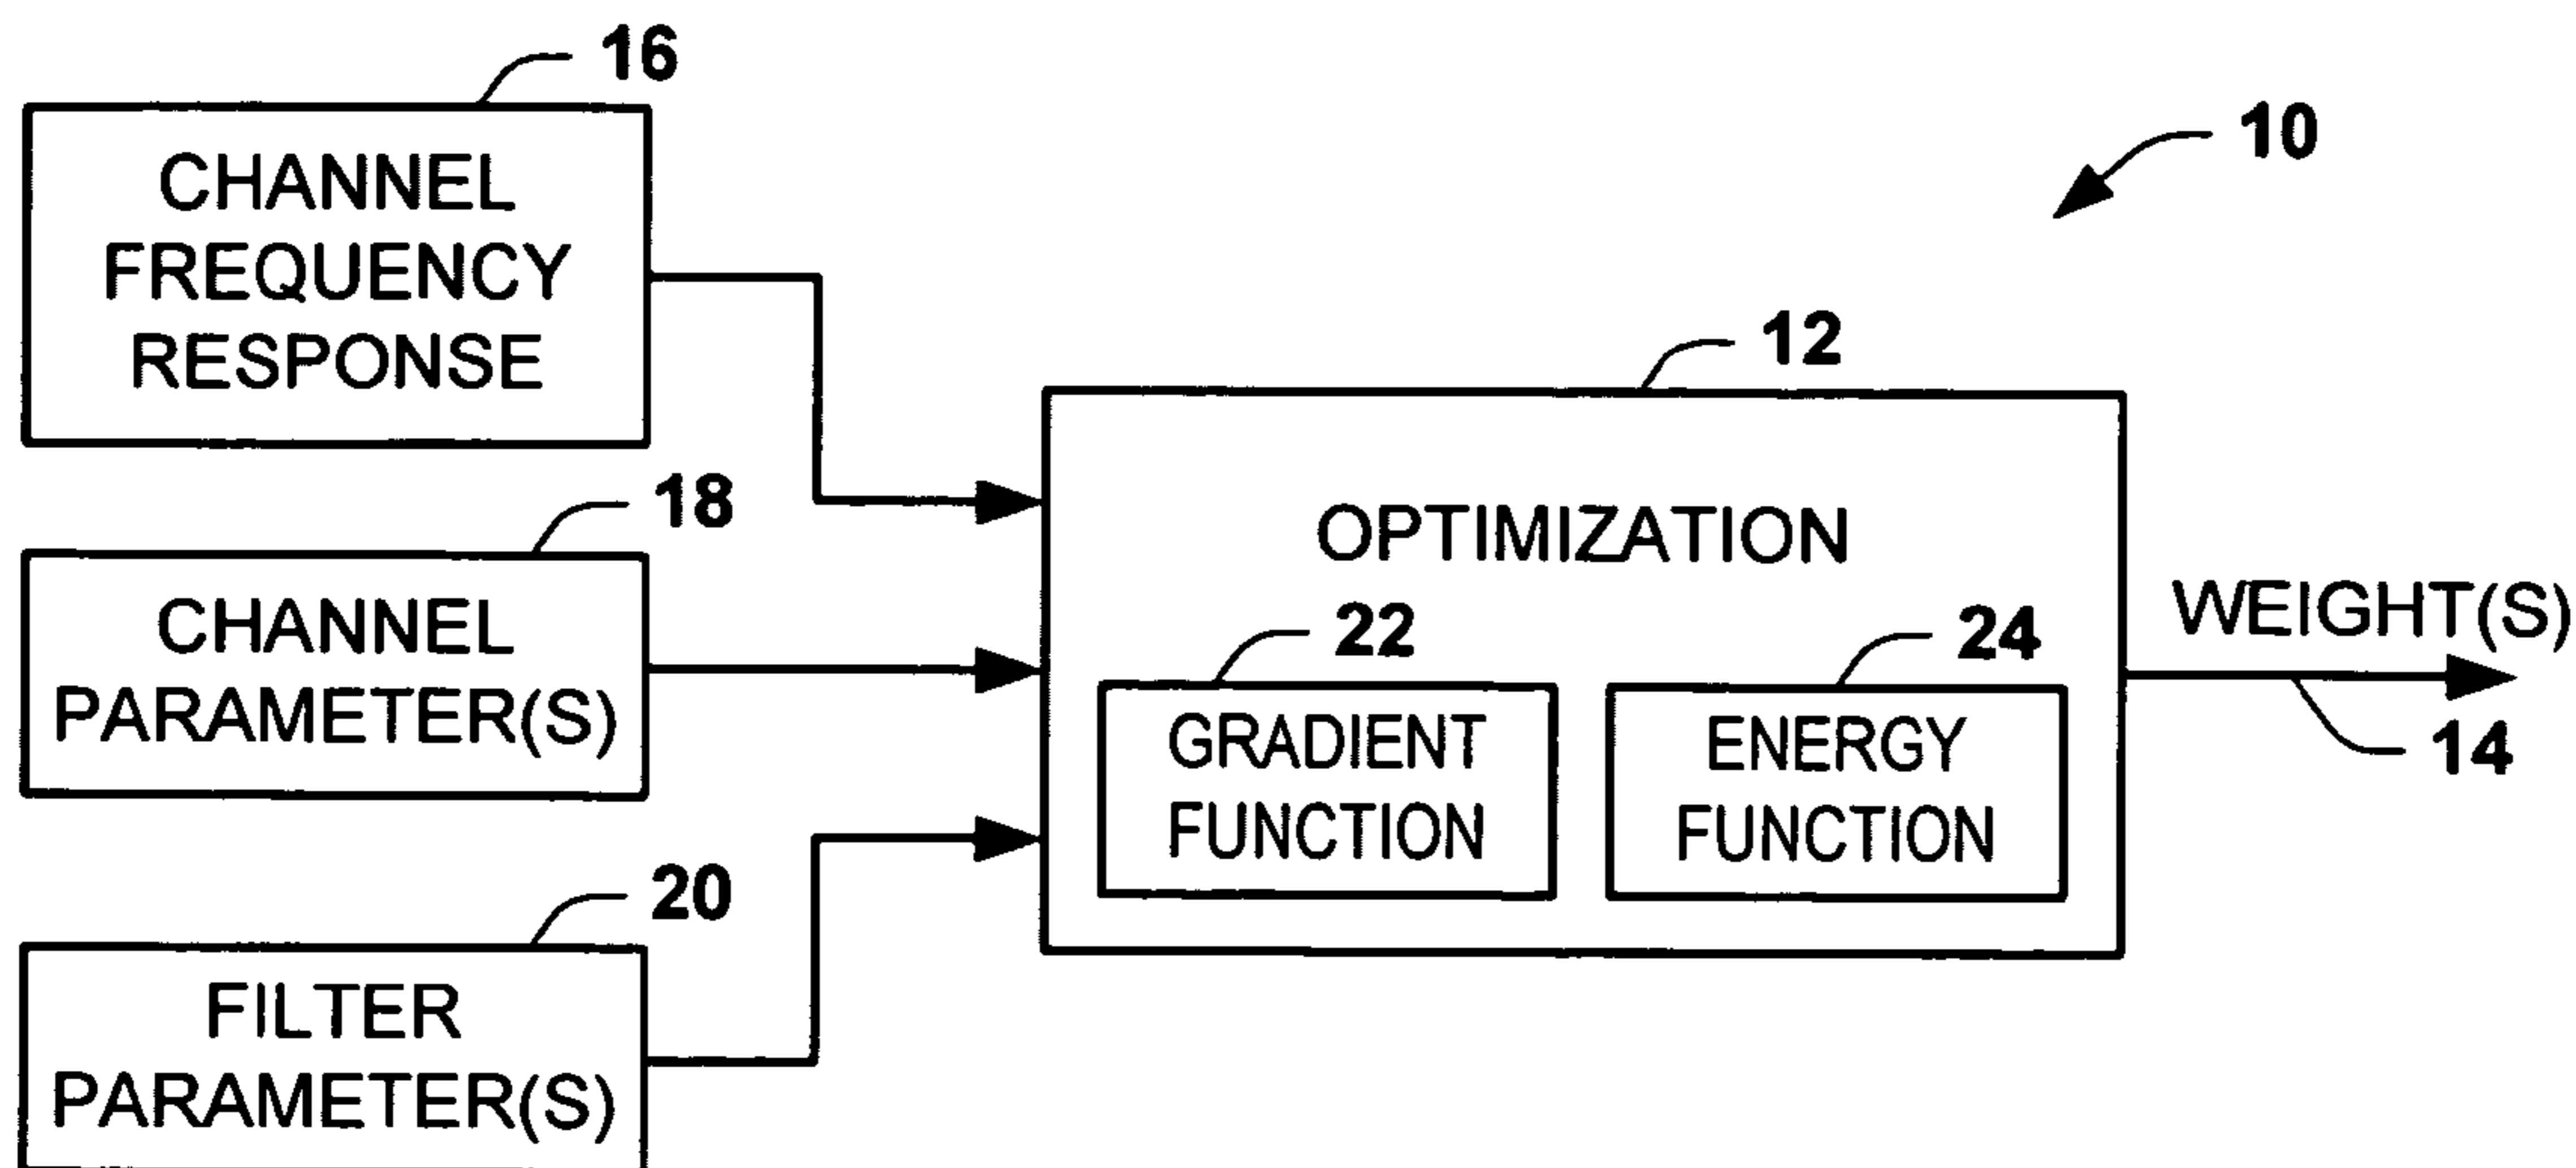 16
CHANNEL
FREQUENCY
RESPONSE
10
12
18
CHANNEL
PARAMETER(S)
OPTIMIZATION
22
GRADIENT
FUNCTION
24
ENERGY
FUNCTION
WEIGHT(S)
14
20
FILTER
PARAMETER(S)